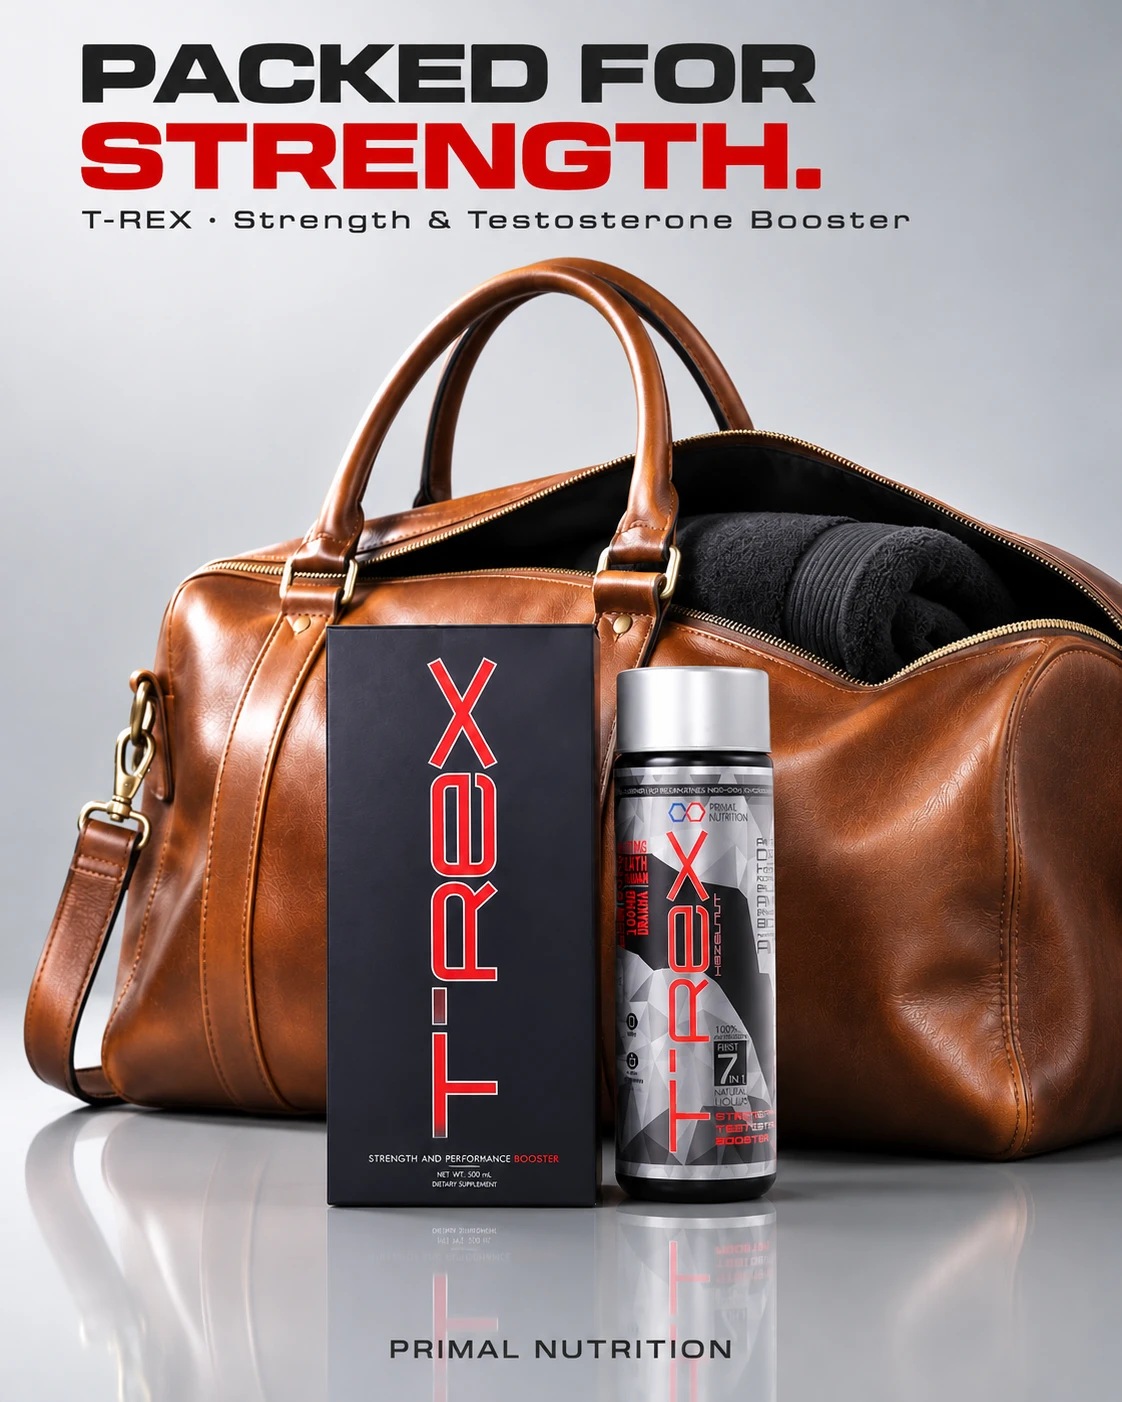 PACKED FOR
STRENGTH.
T-REX · Strength & Testosterone Booster
T-REX
STRENGTH AND PERFORMANCE BOOSTER
NET WT. 500 mL
DIETARY SUPPLEMENT
PRIMAL
NUTRITION
T-REX
HAZELNUT
100%
FIRST
7 IN 1
NATURAL
BOOSTER
PRIMAL NUTRITION